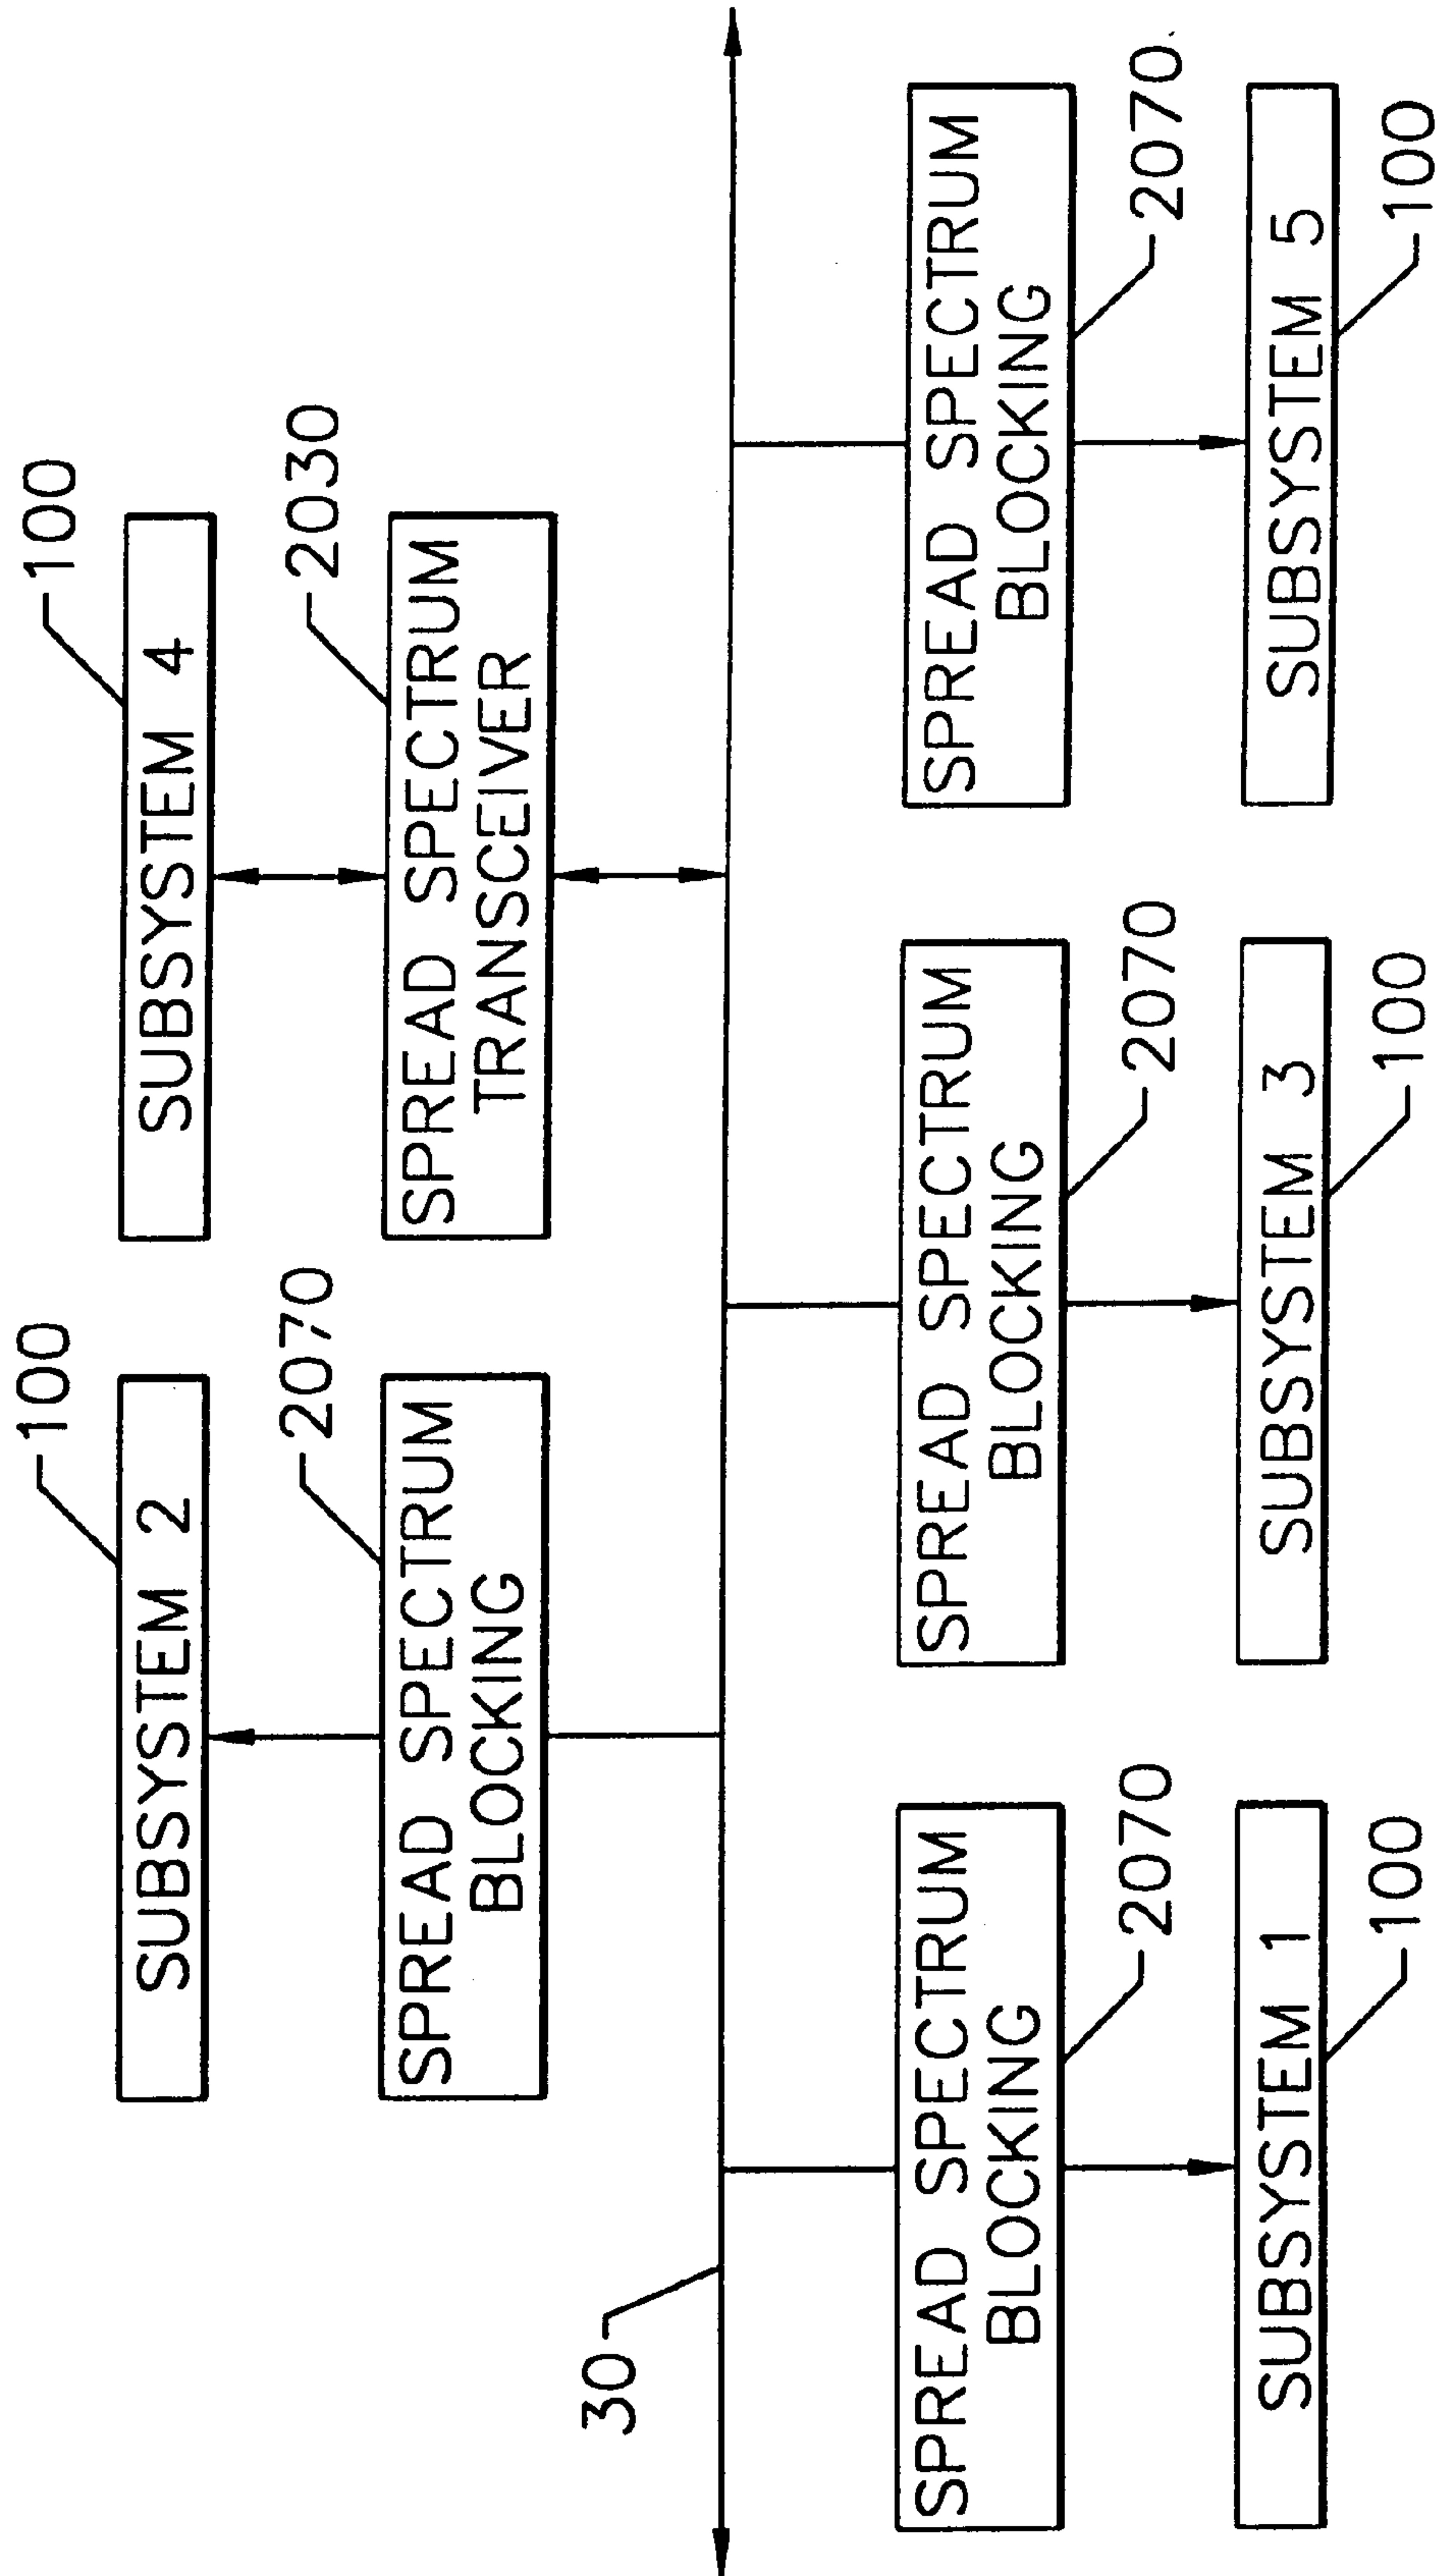 100
100
SUBSYSTEM 2
SUBSYSTEM 4
2070
2030
SPREAD SPECTRUM
BLOCKING
SPREAD SPECTRUM
TRANSCEIVER
30
SPREAD SPECTRUM
BLOCKING
SPREAD SPECTRUM
BLOCKING
SPREAD SPECTRUM
BLOCKING
2070
2070
2070
SUBSYSTEM 1
SUBSYSTEM 3
SUBSYSTEM 5
100
100
100